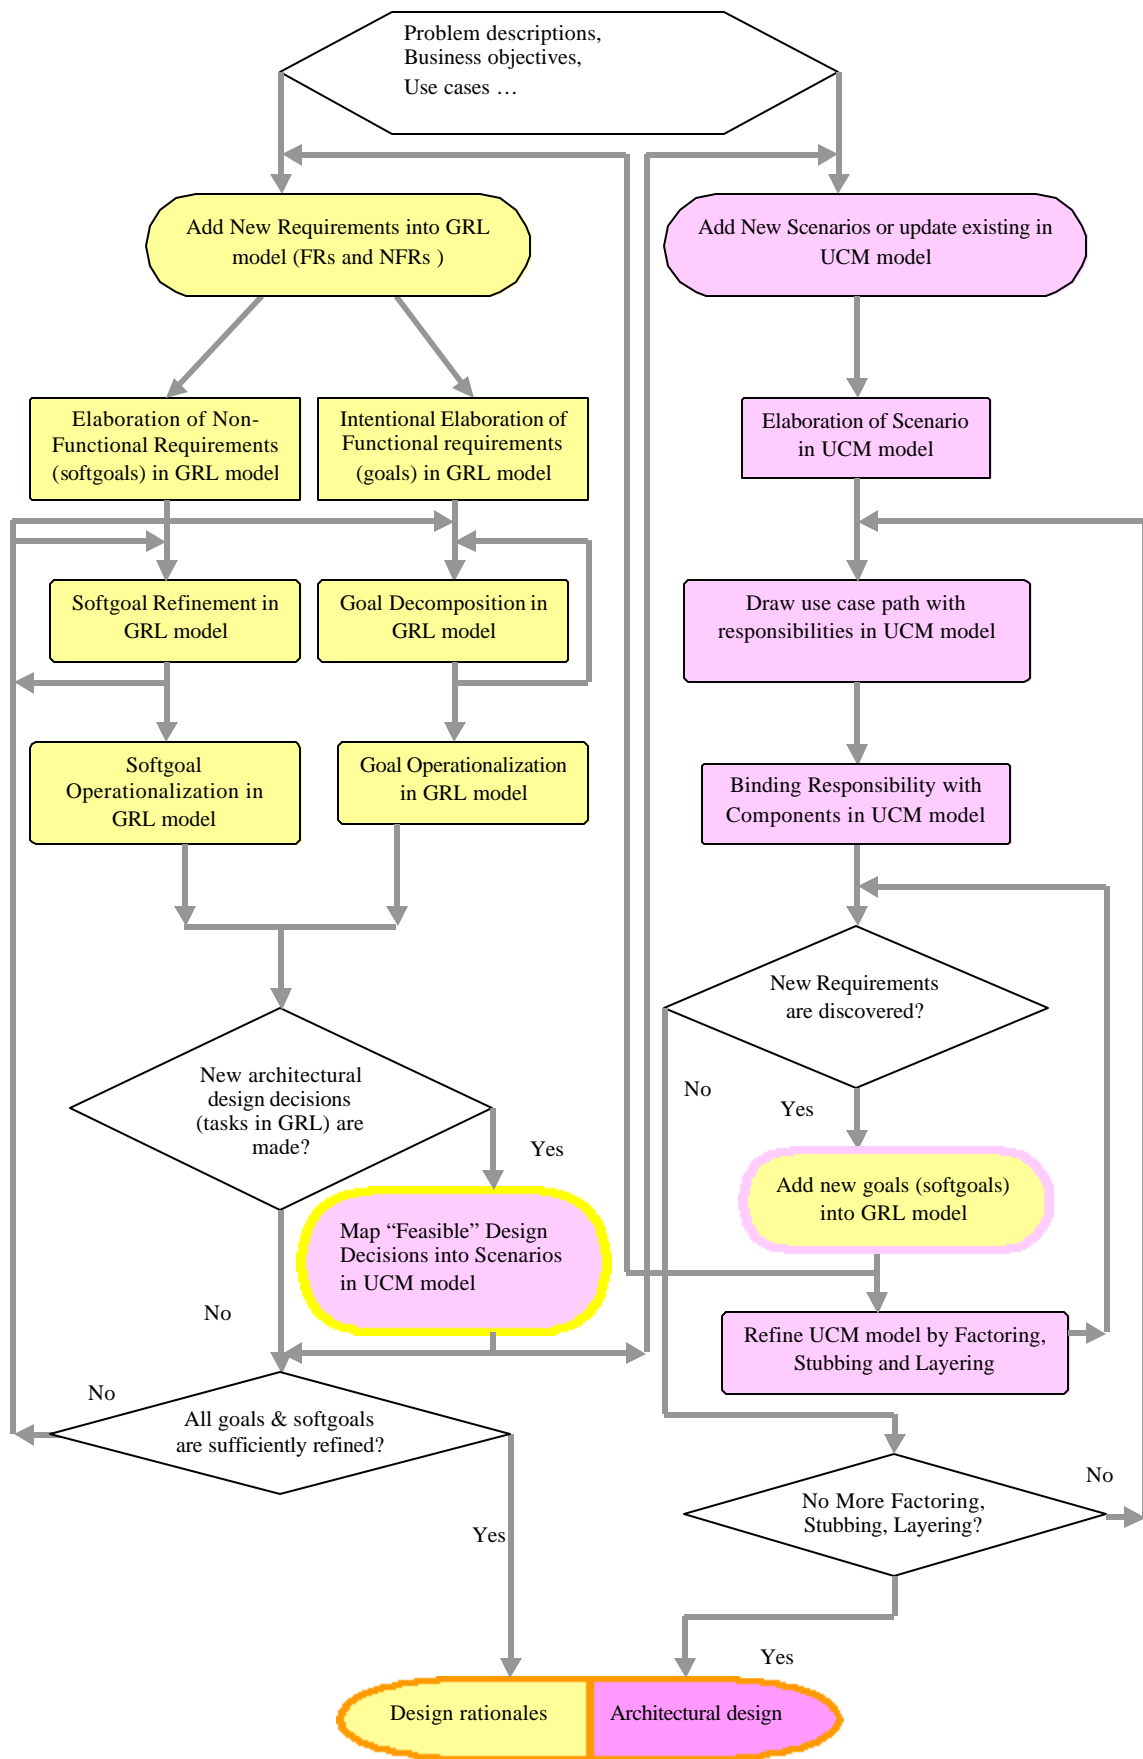 Problem descriptions,
Business objectives,
Use cases …
Add New Requirements into GRL
model (FRs and NFRs )
Add New Scenarios or update existing in
UCM model
Elaboration of Non-
Functional Requirements
(softgoals) in GRL model
Intentional Elaboration of
Functional requirements
(goals) in GRL model
Elaboration of Scenario
in UCM model
Softgoal Refinement in
GRL model
Goal Decomposition in
GRL model
Draw use case path with
responsibilities in UCM model
Softgoal
Operationalization in
GRL model
Goal Operationalization
in GRL model
Binding Responsibility with
Components in UCM model
New Requirements
are discovered?
New architectural
design decisions
(tasks in GRL) are
made?
No
Yes
Yes
Add new goals (softgoals)
into GRL model
Map “Feasible” Design
Decisions into Scenarios
in UCM model
No
Refine UCM model by Factoring,
Stubbing and Layering
No
All goals & softgoals
are sufficiently refined?
No
No More Factoring,
Stubbing, Layering?
Yes
Yes
Design rationales
Architectural design